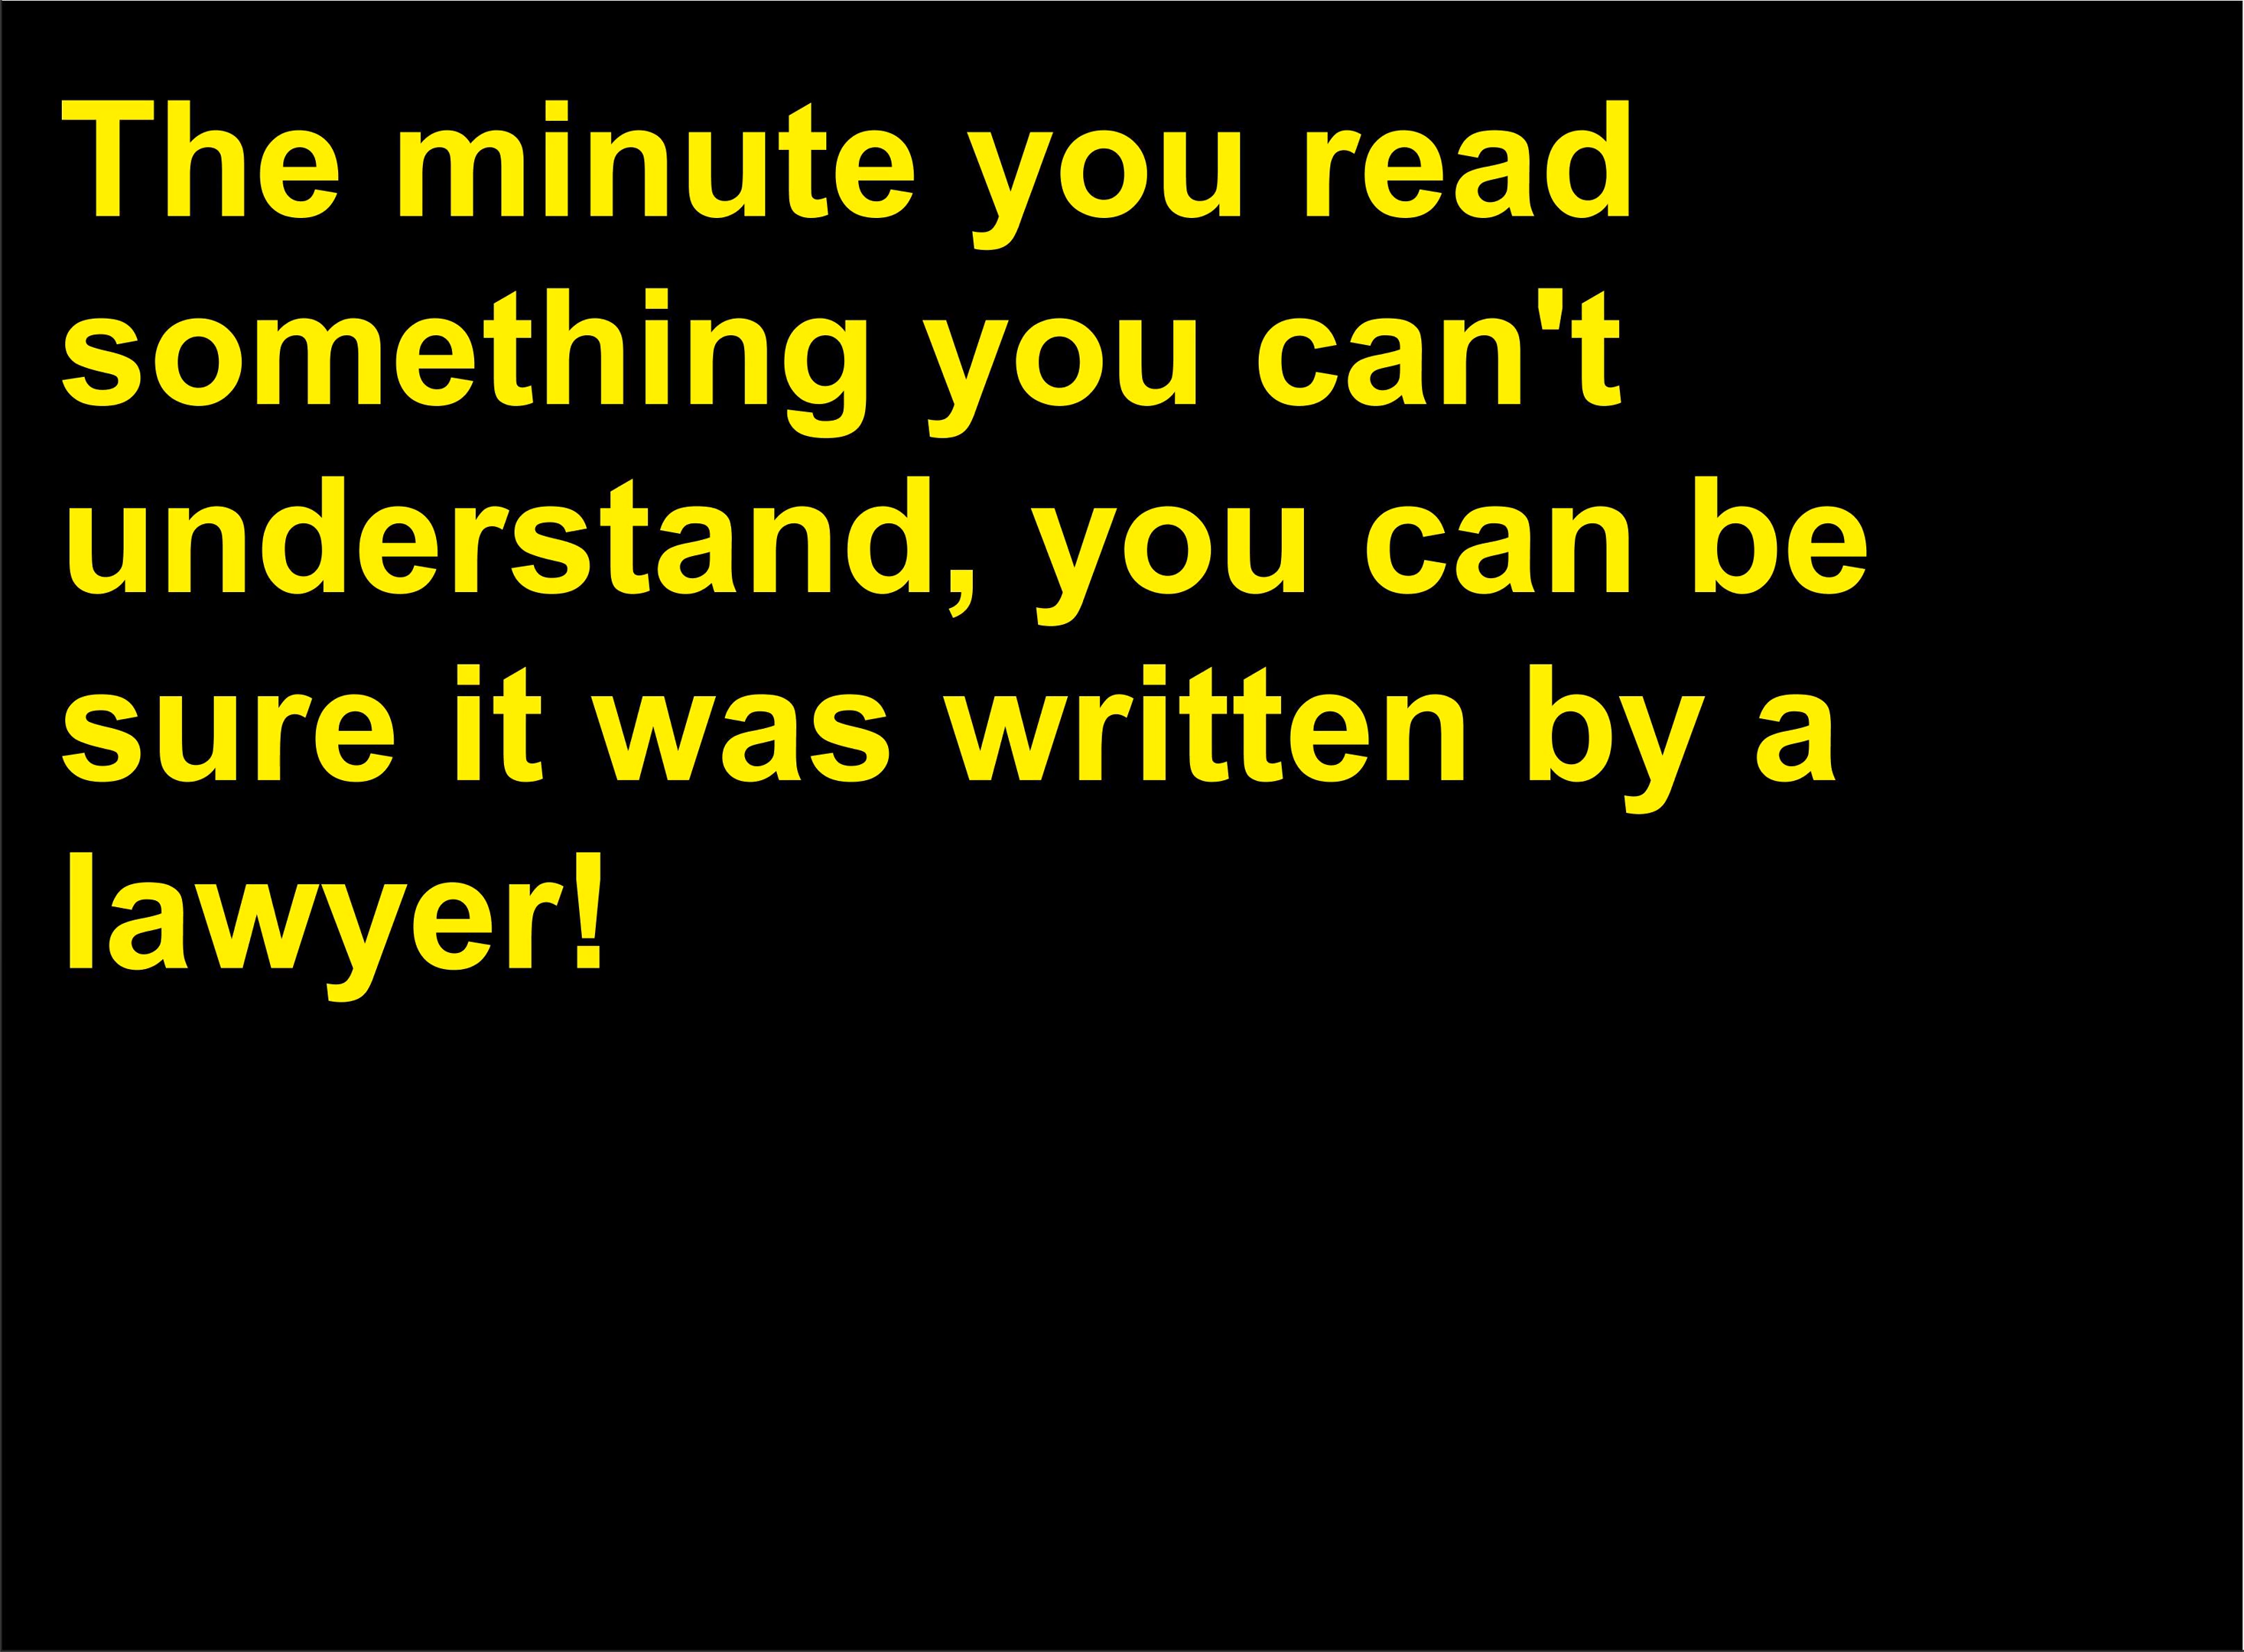 The minute you read
something you can't
understand, you can be
sure it was written by a
lawyer!